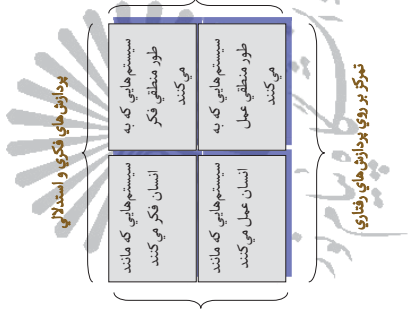 پردازش‌های فکری و استدلالی
سیستم‌هایی که مانند
انسان فکر می‌کنند
سیستم‌هایی که به
طور منطقی فکر
می‌کنند
سیستم‌هایی که مانند
انسان عمل می‌کنند
سیستم‌هایی که به
طور منطقی عمل
می‌کنند
تمرکز بر روی پردازش‌های رفتاری